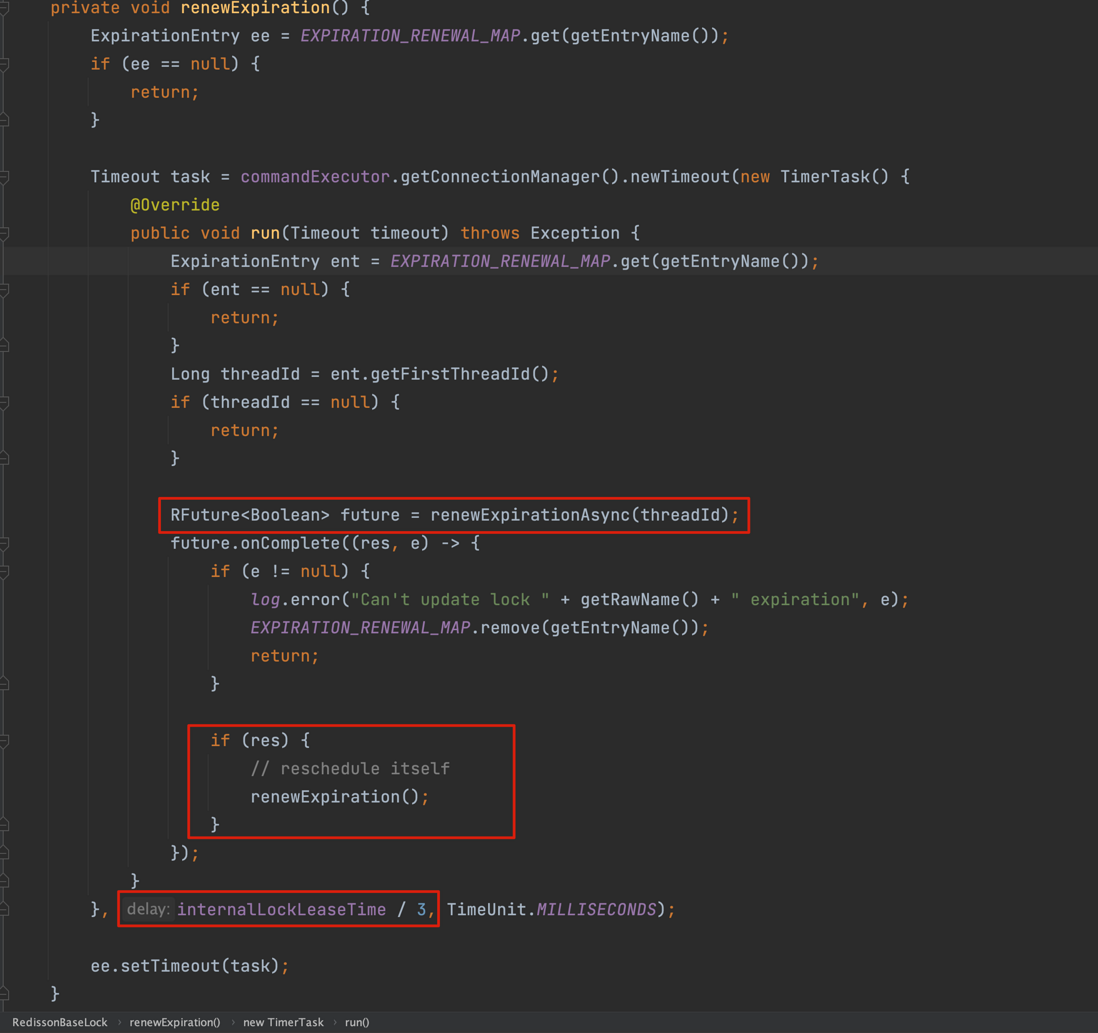 private void renewExpiration() {
ExpirationEntry ee = EXPIRATION_RENEWAL_MAP.get(getEntryName());
if (ee == null) {
return;
}
Timeout task = commandExecutor.getConnectionManager().newTimeout(new TimerTask() {
@Override
public void run(Timeout timeout) throws Exception {
ExpirationEntry ent = EXPIRATION_RENEWAL_MAP.get(getEntryName());
if (ent == null) {
return;
}
Long threadId = ent.getFirstThreadId();
if (threadId == null) {
return;
}
RFuture<Boolean> future = renewExpirationAsync(threadId);
future.onComplete((res, e) -> {
if (e != null) {
log.error("Can't update lock " + getRawName() + " expiration", e);
EXPIRATION_RENEWAL_MAP.remove(getEntryName());
return;
}
if (res) {
// reschedule itself
renewExpiration();
}
});
}
}, delay: internalLockLeaseTime / 3, TimeUnit.MILLISECONDS);
ee.setTimeout(task);
}
RedissonBaseLock › renewExpiration() › new TimerTask › run()